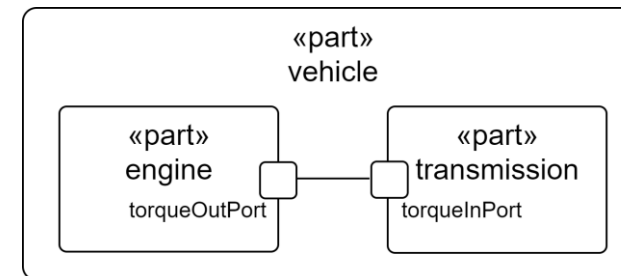 «part»
vehicle
«part»
engine
torqueOutPort
«part»
transmission
torqueInPort